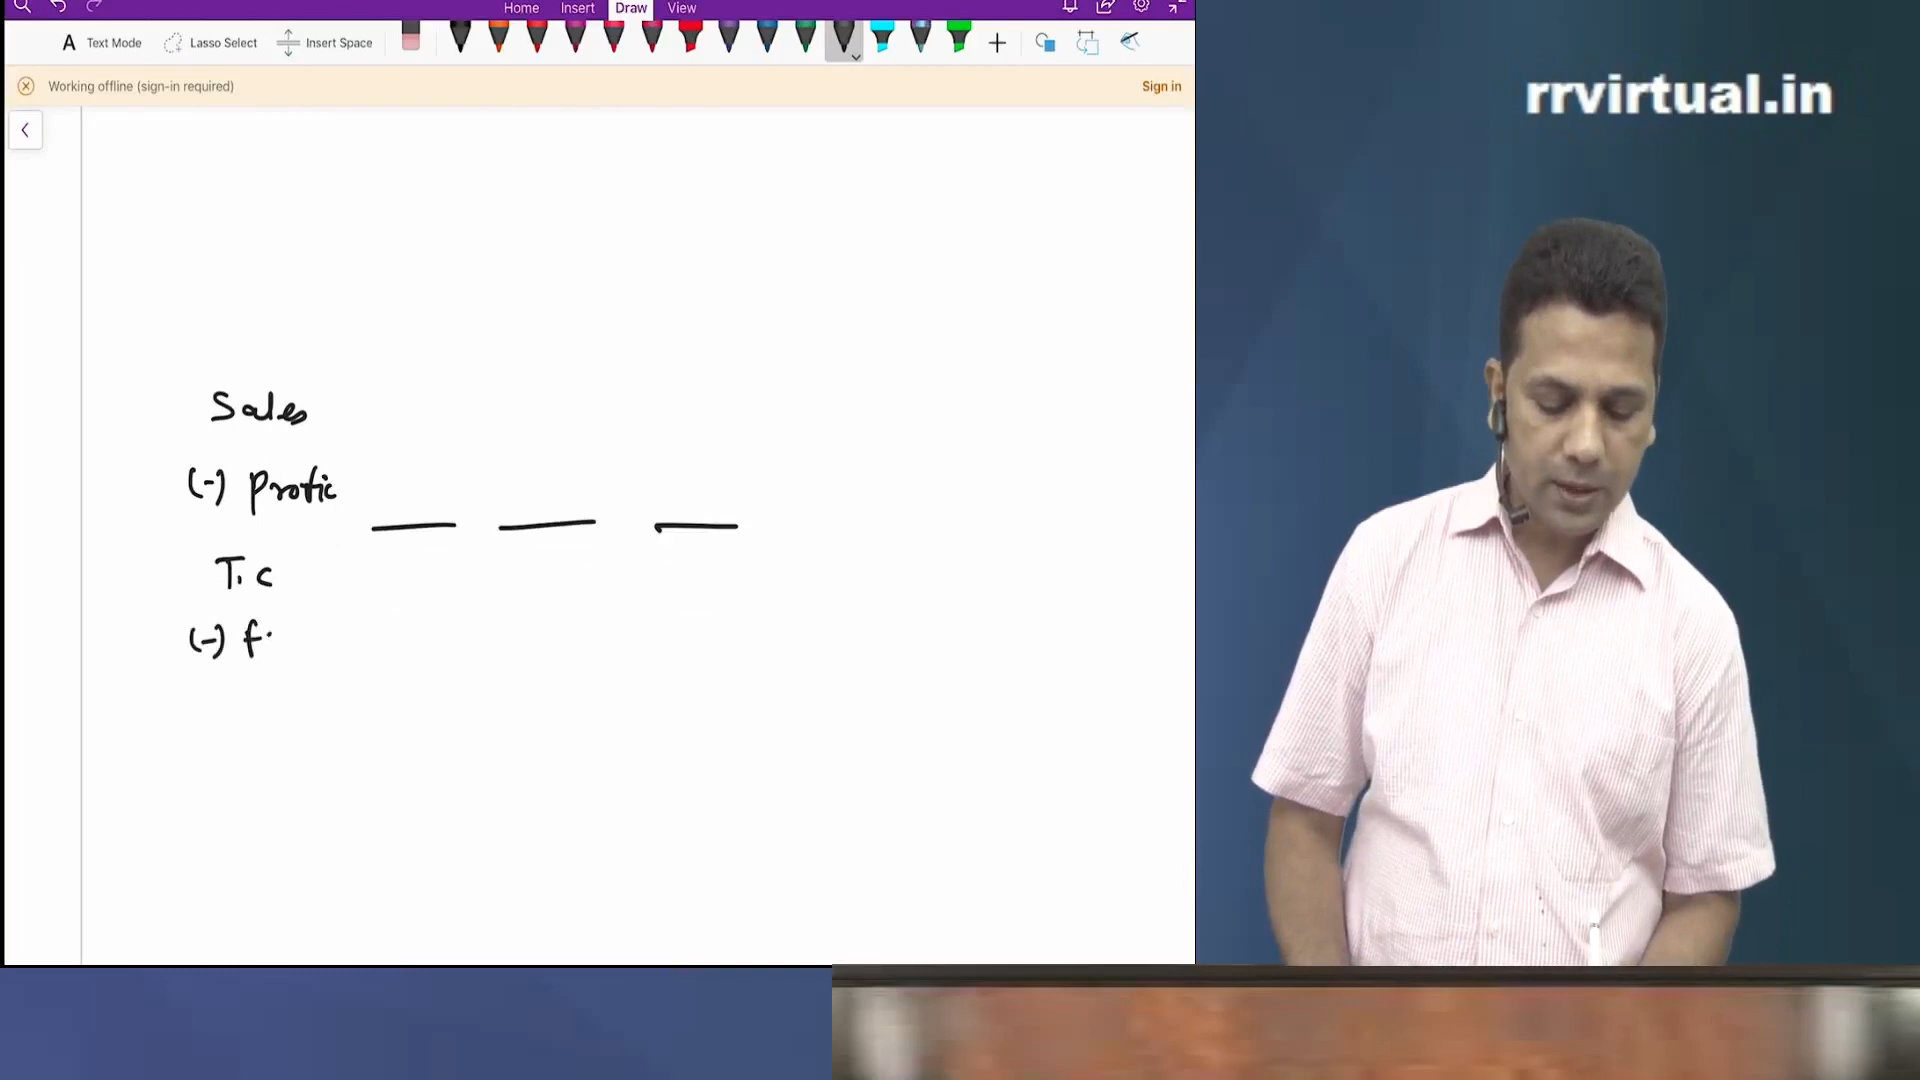 Home Insert Draw View
A Text Mode Lasso Select Insert Space
Working offline (sign-in required) Sign in
rrvirtual.in
Sales
(-) Profit
T.C
(-) f.